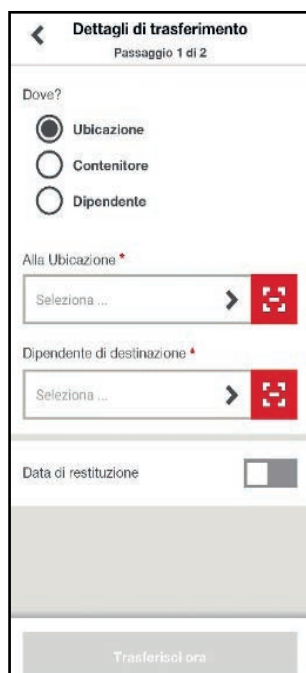 Dettagli di trasferimento
Passaggio 1 di 2
Dove?
Ubicazione
Contenitore
Dipendente
Alla Ubicazione *
Seleziona ...
Dipendente di destinazione *
Seleziona ...
Data di restituzione
Trasferisci ora